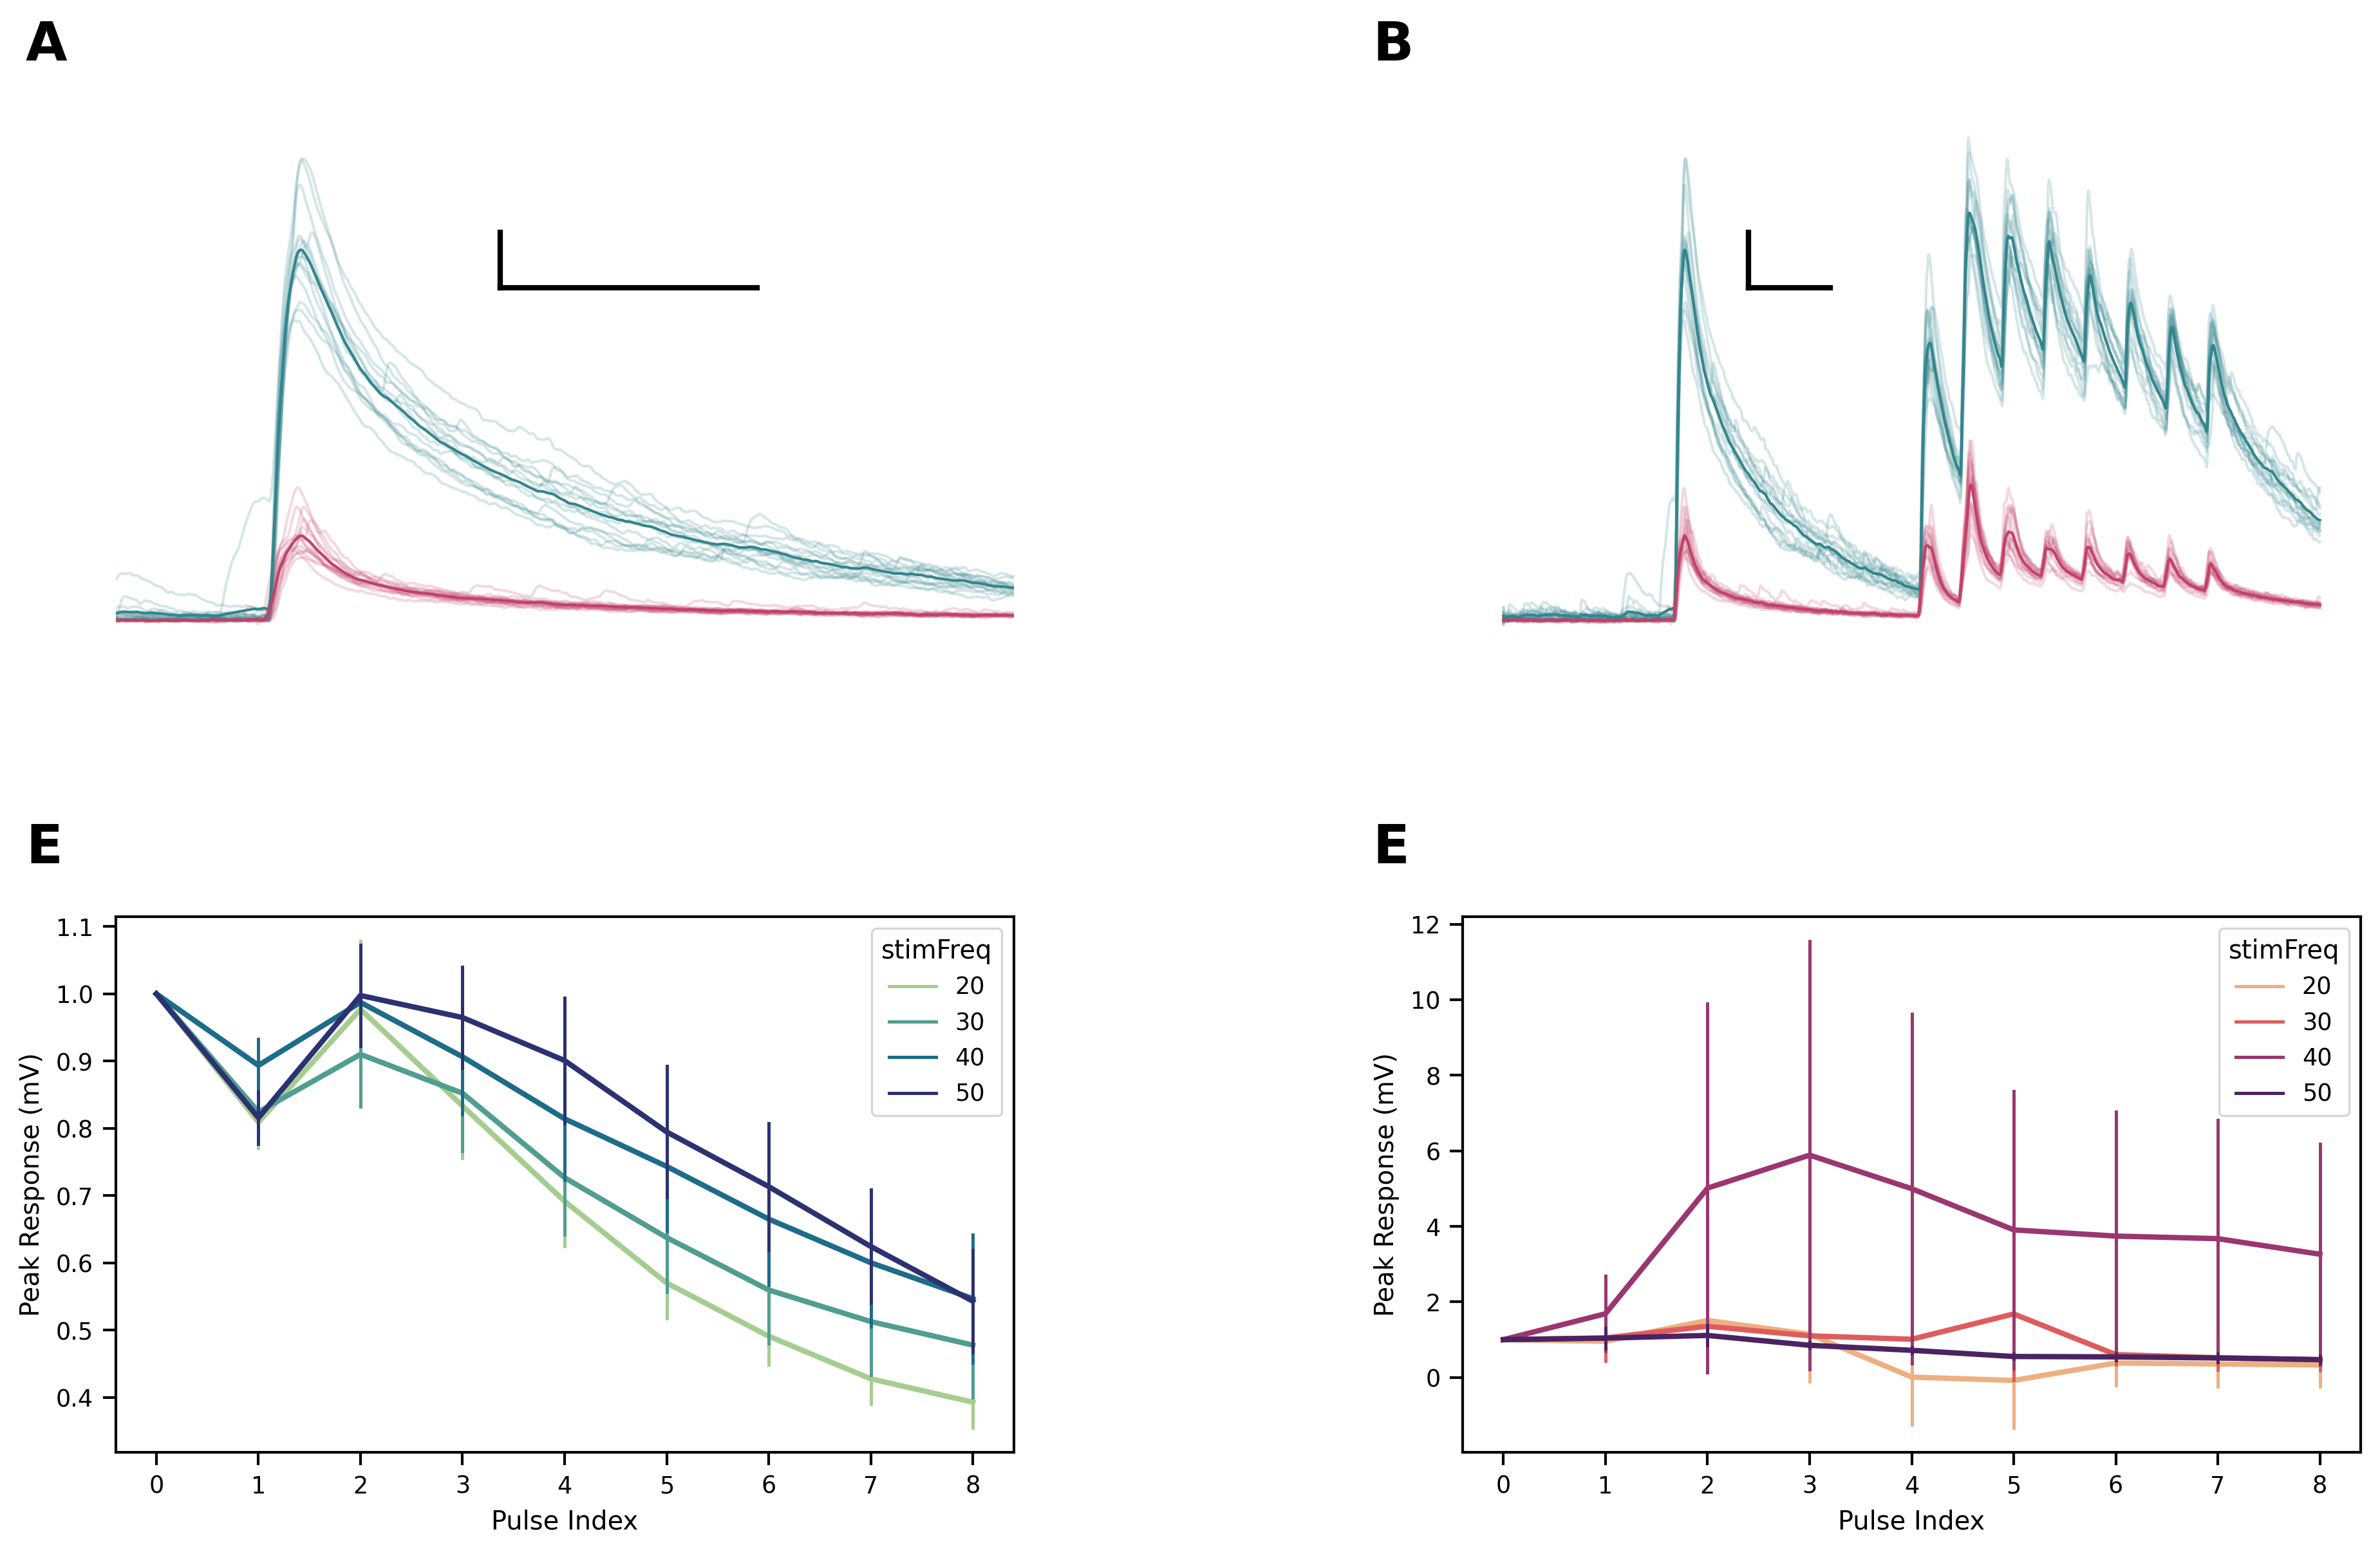 A
B
E
1.1
1.0
0.9
0.8
0.7
0.6
0.5
0.4
Peak Response (mV)
stimFreq
20
30
40
50
0 1 2 3 4 5 6 7 8
Pulse Index
E
12
10
8
6
4
2
0
Peak Response (mV)
stimFreq
20
30
40
50
0 1 2 3 4 5 6 7 8
Pulse Index